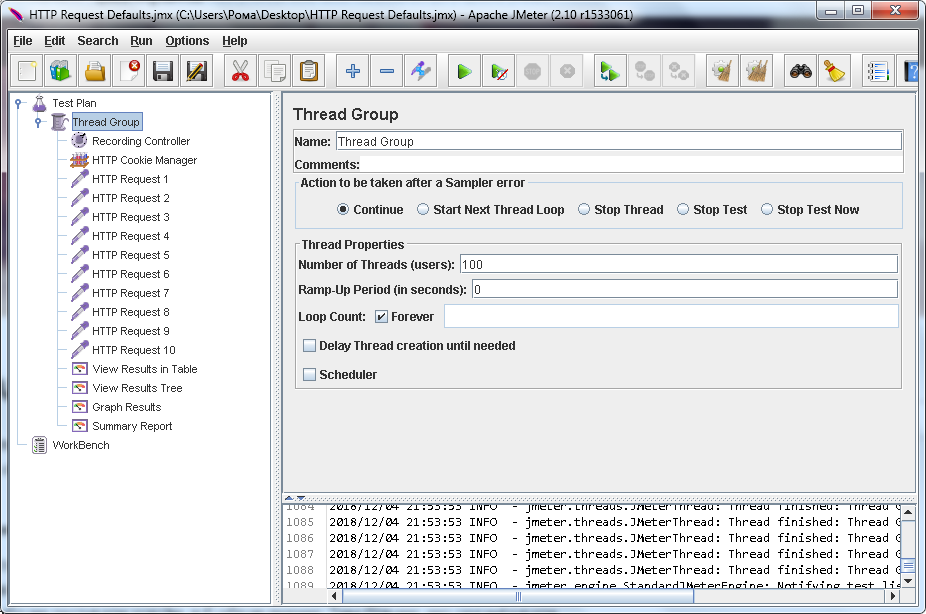 HTTP Request Defaults.jmx (C:\Users\Рома\Desktop\HTTP Request Defaults.jmx) - Apache JMeter (2.10 r1533061)
File Edit Search Run Options Help
Test Plan
Thread Group
Recording Controller
HTTP Cookie Manager
HTTP Request 1
HTTP Request 2
HTTP Request 3
HTTP Request 4
HTTP Request 5
HTTP Request 6
HTTP Request 7
HTTP Request 8
HTTP Request 9
HTTP Request 10
View Results in Table
View Results Tree
Graph Results
Summary Report
WorkBench
Thread Group
Name: Thread Group
Comments:
Action to be taken after a Sampler error
Continue Start Next Thread Loop Stop Thread Stop Test Stop Test Now
Thread Properties
Number of Threads (users): 100
Ramp-Up Period (in seconds): 0
Loop Count: Forever
Delay Thread creation until needed
Scheduler
1084 2018/12/04 21:53:53 INFO - jmeter.threads.JMeterThread: Thread finished: Thread G
1085 2018/12/04 21:53:53 INFO - jmeter.threads.JMeterThread: Thread finished: Thread G
1086 2018/12/04 21:53:53 INFO - jmeter.threads.JMeterThread: Thread finished: Thread G
1087 2018/12/04 21:53:53 INFO - jmeter.threads.JMeterThread: Thread finished: Thread G
1088 2018/12/04 21:53:53 INFO - jmeter.threads.JMeterThread: Thread finished: Thread G
1089 2018/12/04 21:53:53 INFO - jmeter.engine.StandardJMeterEngine: Notifying test lis